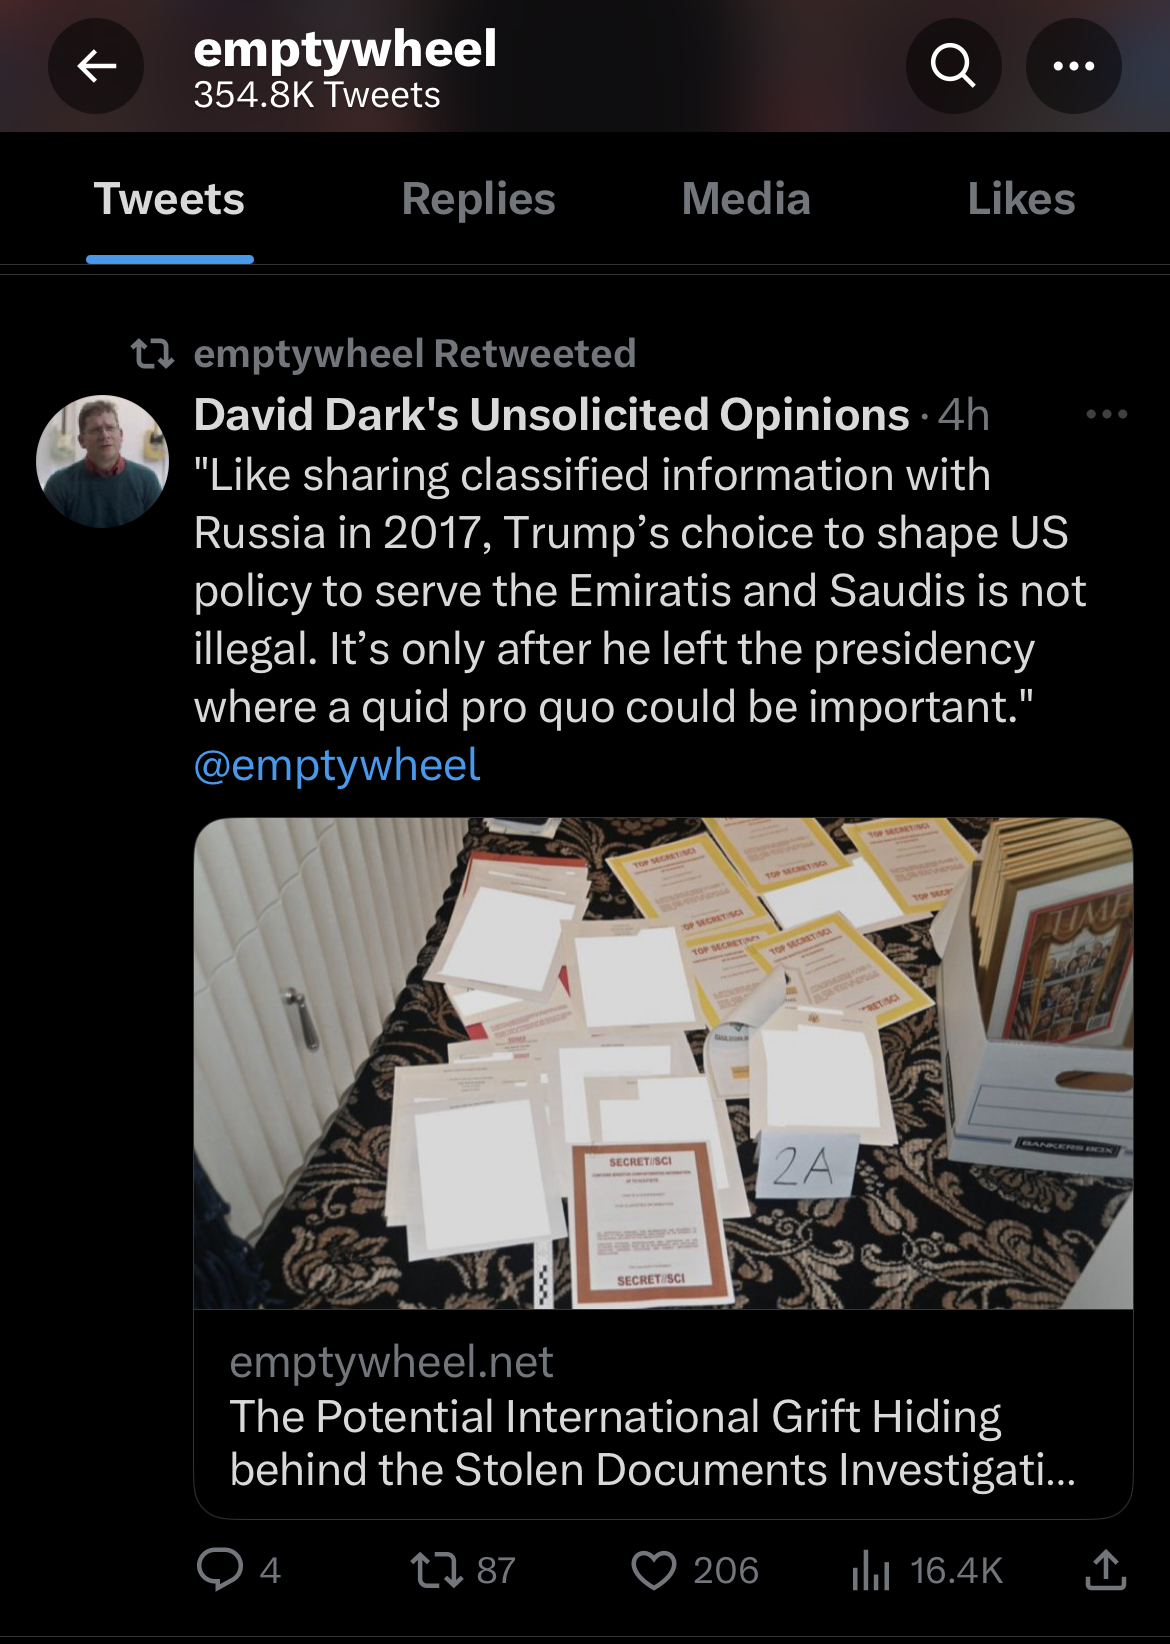 emptywheel
354.8K Tweets
Tweets Replies Media Likes
emptywheel Retweeted
David Dark's Unsolicited Opinions · 4h
"Like sharing classified information with
Russia in 2017, Trump’s choice to shape US
policy to serve the Emiratis and Saudis is not
illegal. It’s only after he left the presidency
where a quid pro quo could be important."
@emptywheel
TOP SECRET//SCI
TOP SECRET//SCI
TOP SECRET//SCI
TOP SECRET//SCI
TOP SECRET//SCI
TIME
BANKERS BOX
2A
SECRET//SCI
SECRET//SCI
emptywheel.net
The Potential International Grift Hiding
behind the Stolen Documents Investigati...
4 87 206 16.4K